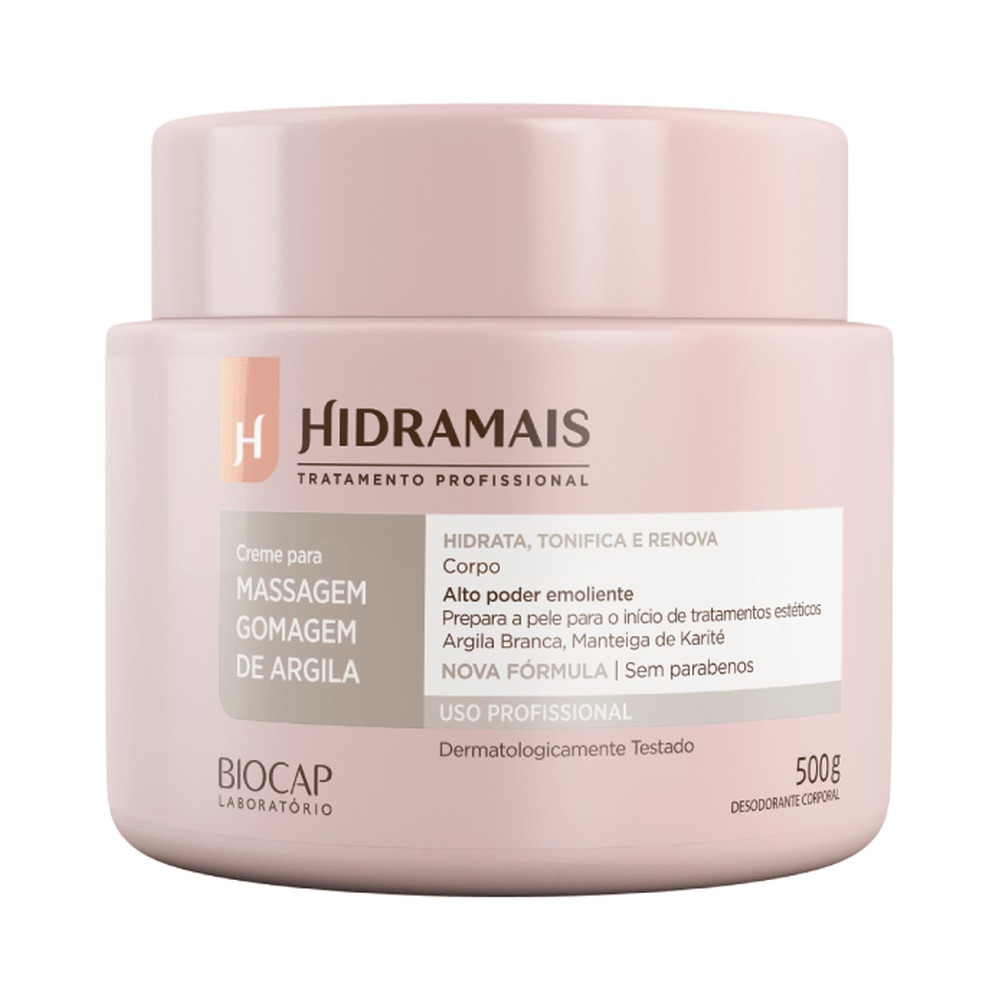 H
HIDRAMAIS
TRATAMENTO PROFISSIONAL
Creme para
MASSAGEM
GOMAGEM
DE ARGILA
HIDRATA, TONIFICA E RENOVA
Corpo
Alto poder emoliente
Prepara a pele para o início de tratamentos estéticos
Argila Branca, Manteiga de Karité
NOVA FÓRMULA | Sem parabenos
USO PROFISSIONAL
Dermatologicamente Testado
BIOCAP
LABORATÓRIO
500g
DESODORANTE CORPORAL